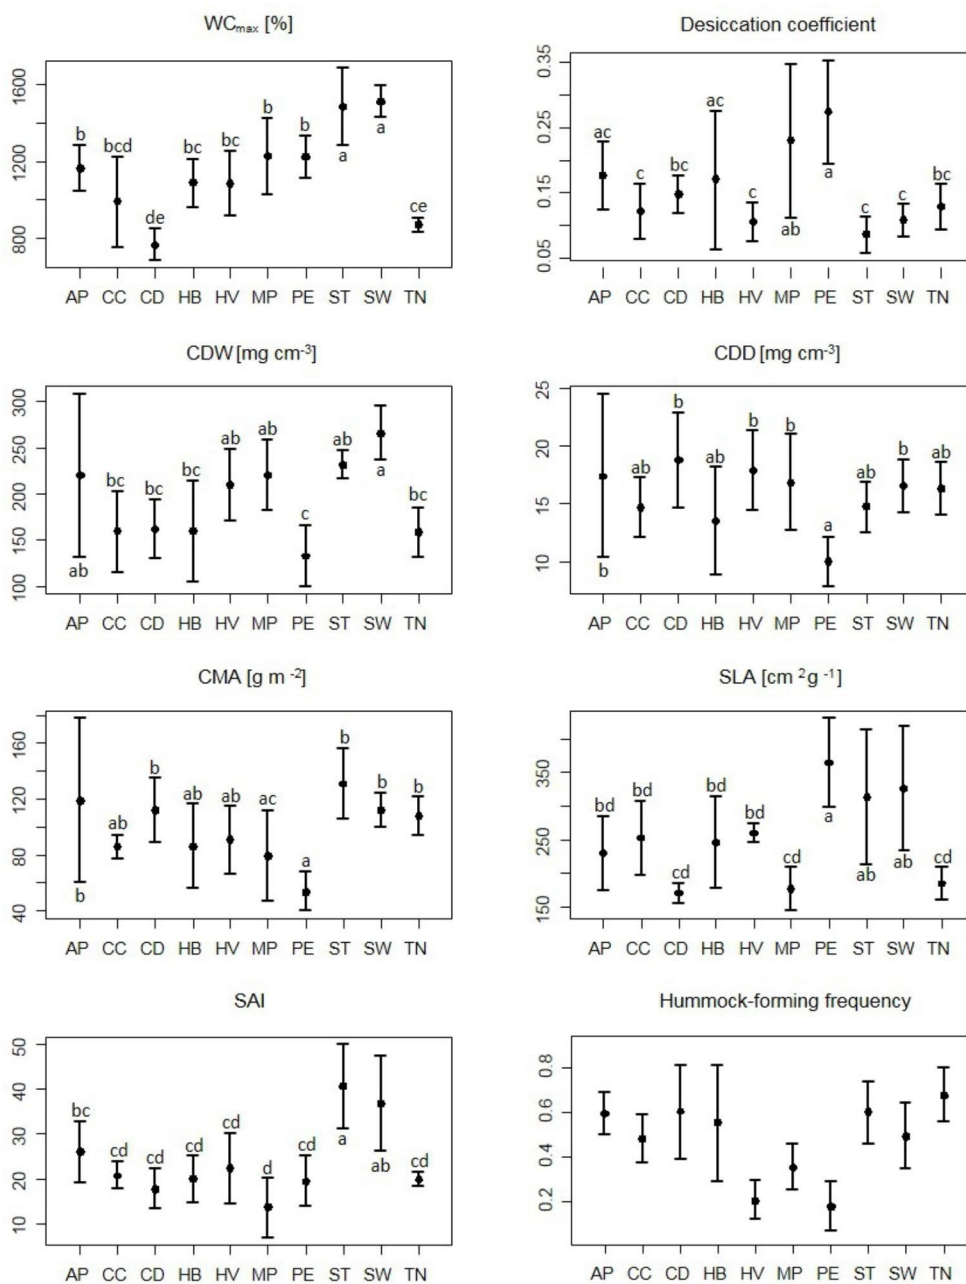 WCmax [%]
1600
1200
800
b bcd de bc bc b b a a ce
AP CC CD HB HV MP PE ST SW TN
Desiccation coefficient
0.35
0.25
0.15
0.05
ac c bc ac c ab a c c bc
AP CC CD HB HV MP PE ST SW TN
CDW [mg cm-3]
300
250
200
150
100
ab bc bc bc ab ab c ab a bc
AP CC CD HB HV MP PE ST SW TN
CDD [mg cm-3]
25
20
15
10
b ab b ab b b a ab b ab
AP CC CD HB HV MP PE ST SW TN
CMA [g m -2]
160
120
80
40
b ab b ab ab ac a b b b
AP CC CD HB HV MP PE ST SW TN
SLA [cm 2 g -1]
350
250
150
bd bd cd bd bd cd a ab ab cd
AP CC CD HB HV MP PE ST SW TN
SAI
50
40
30
20
10
bc cd cd cd cd d cd a ab cd
AP CC CD HB HV MP PE ST SW TN
Hummock-forming frequency
0.8
0.6
0.4
0.2
AP CC CD HB HV MP PE ST SW TN